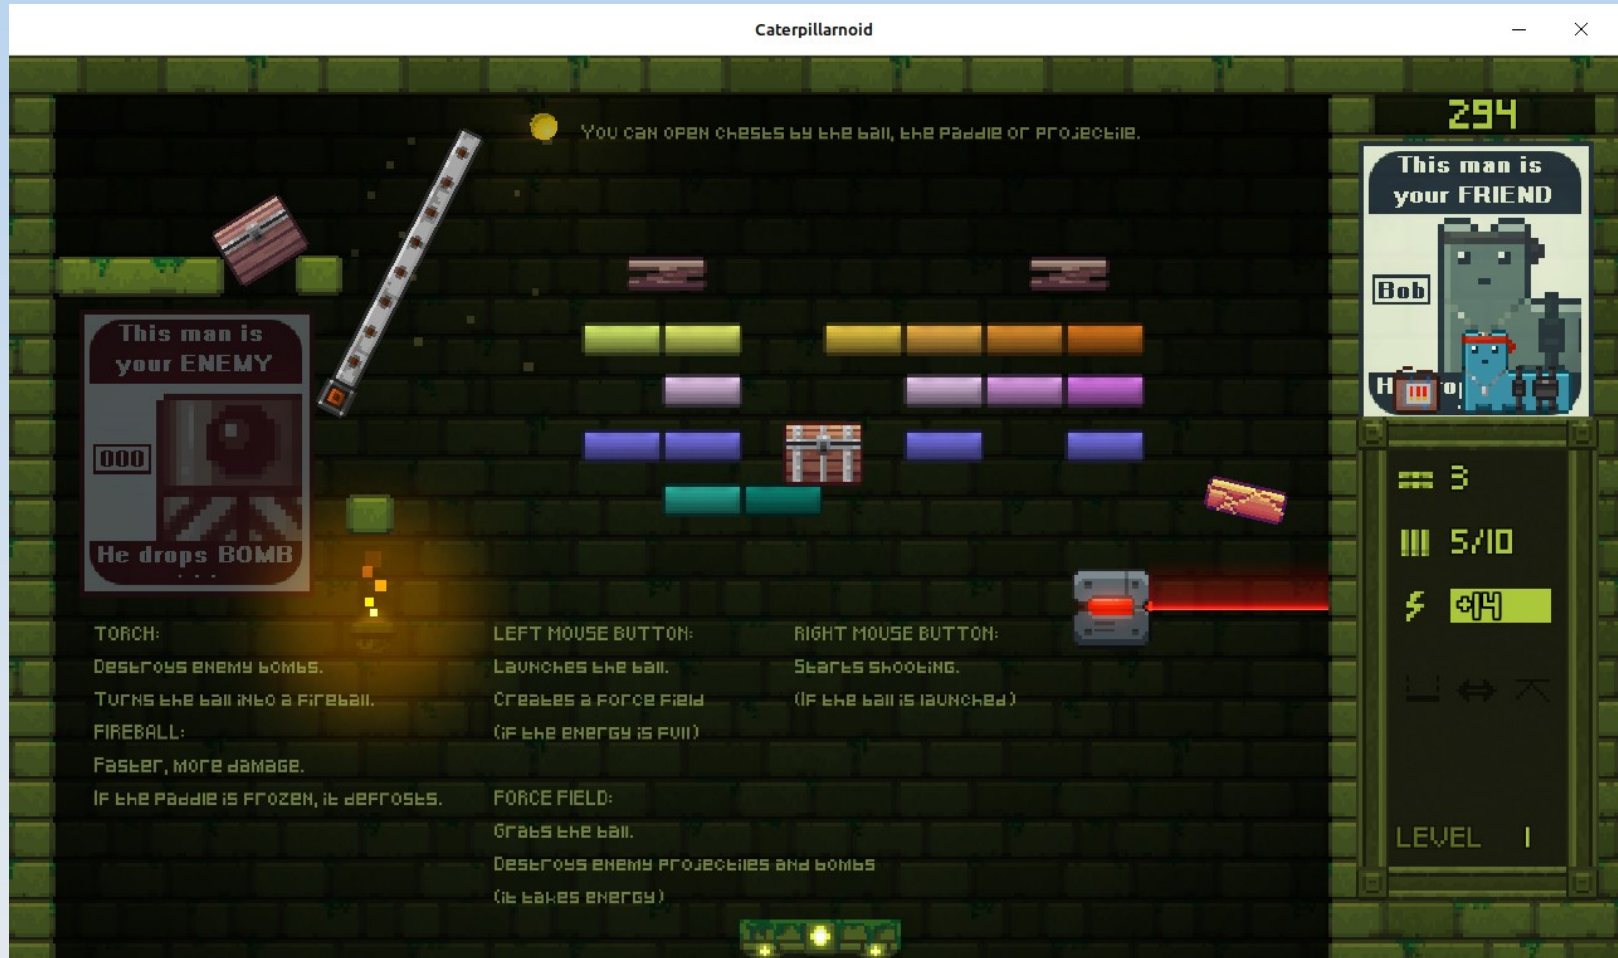 Caterpillarnoid
You can open chests by the ball, the paddle or projectile.
294
This man is
your FRIEND
Bob
This man is
your ENEMY
000
He drops BOMB
...
3
5/10
+14
LEVEL 1
TORCH:
Destroys enemy bombs.
Turns the ball into a fireball.
FIREBALL:
Faster, more damage.
If the paddle is frozen, it defrosts.
LEFT MOUSE BUTTON:
Launches the ball.
Creates a force field
(if the energy is full)
FORCE FIELD:
Grabs the ball.
Destroys enemy projectiles and bombs
(it takes energy)
RIGHT MOUSE BUTTON:
Starts shooting.
(If the ball is launched)